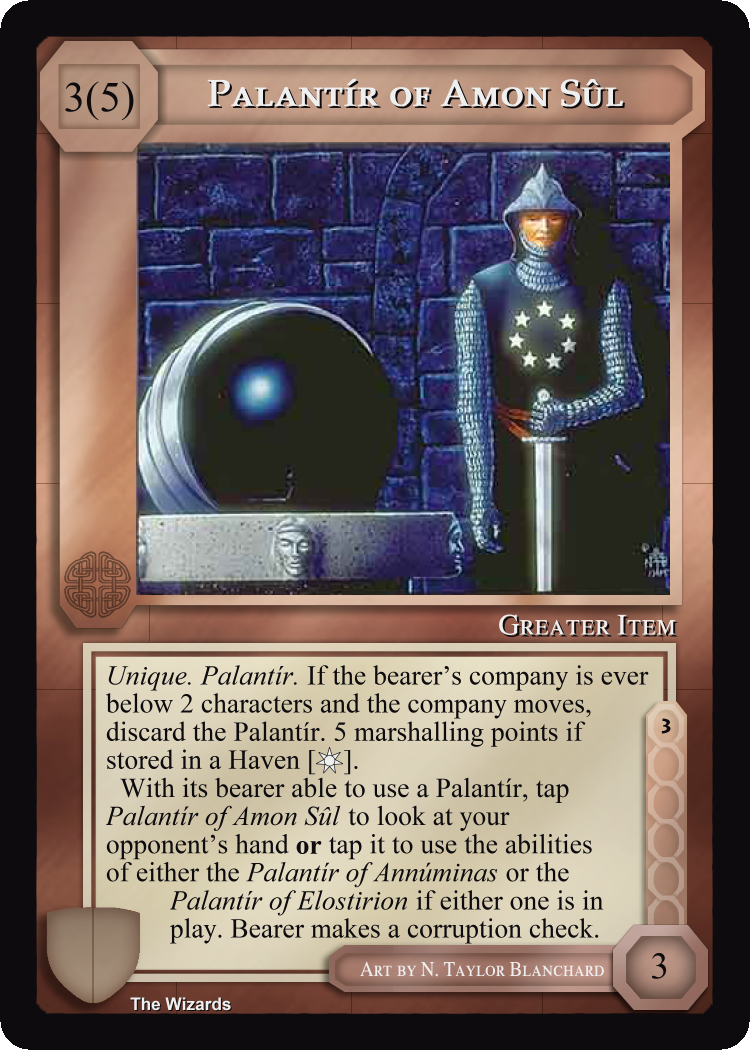 3(5)
Palantír of Amon Sûl
Greater Item
Unique. Palantír. If the bearer's company is ever
below 2 characters and the company moves,
discard the Palantír. 5 marshalling points if
stored in a Haven [ ].
With its bearer able to use a Palantír, tap
Palantír of Amon Sûl to look at your
opponent's hand or tap it to use the abilities
of either the Palantír of Annúminas or the
Palantír of Elostirion if either one is in
play. Bearer makes a corruption check.
3
Art by N. Taylor Blanchard
3
The Wizards